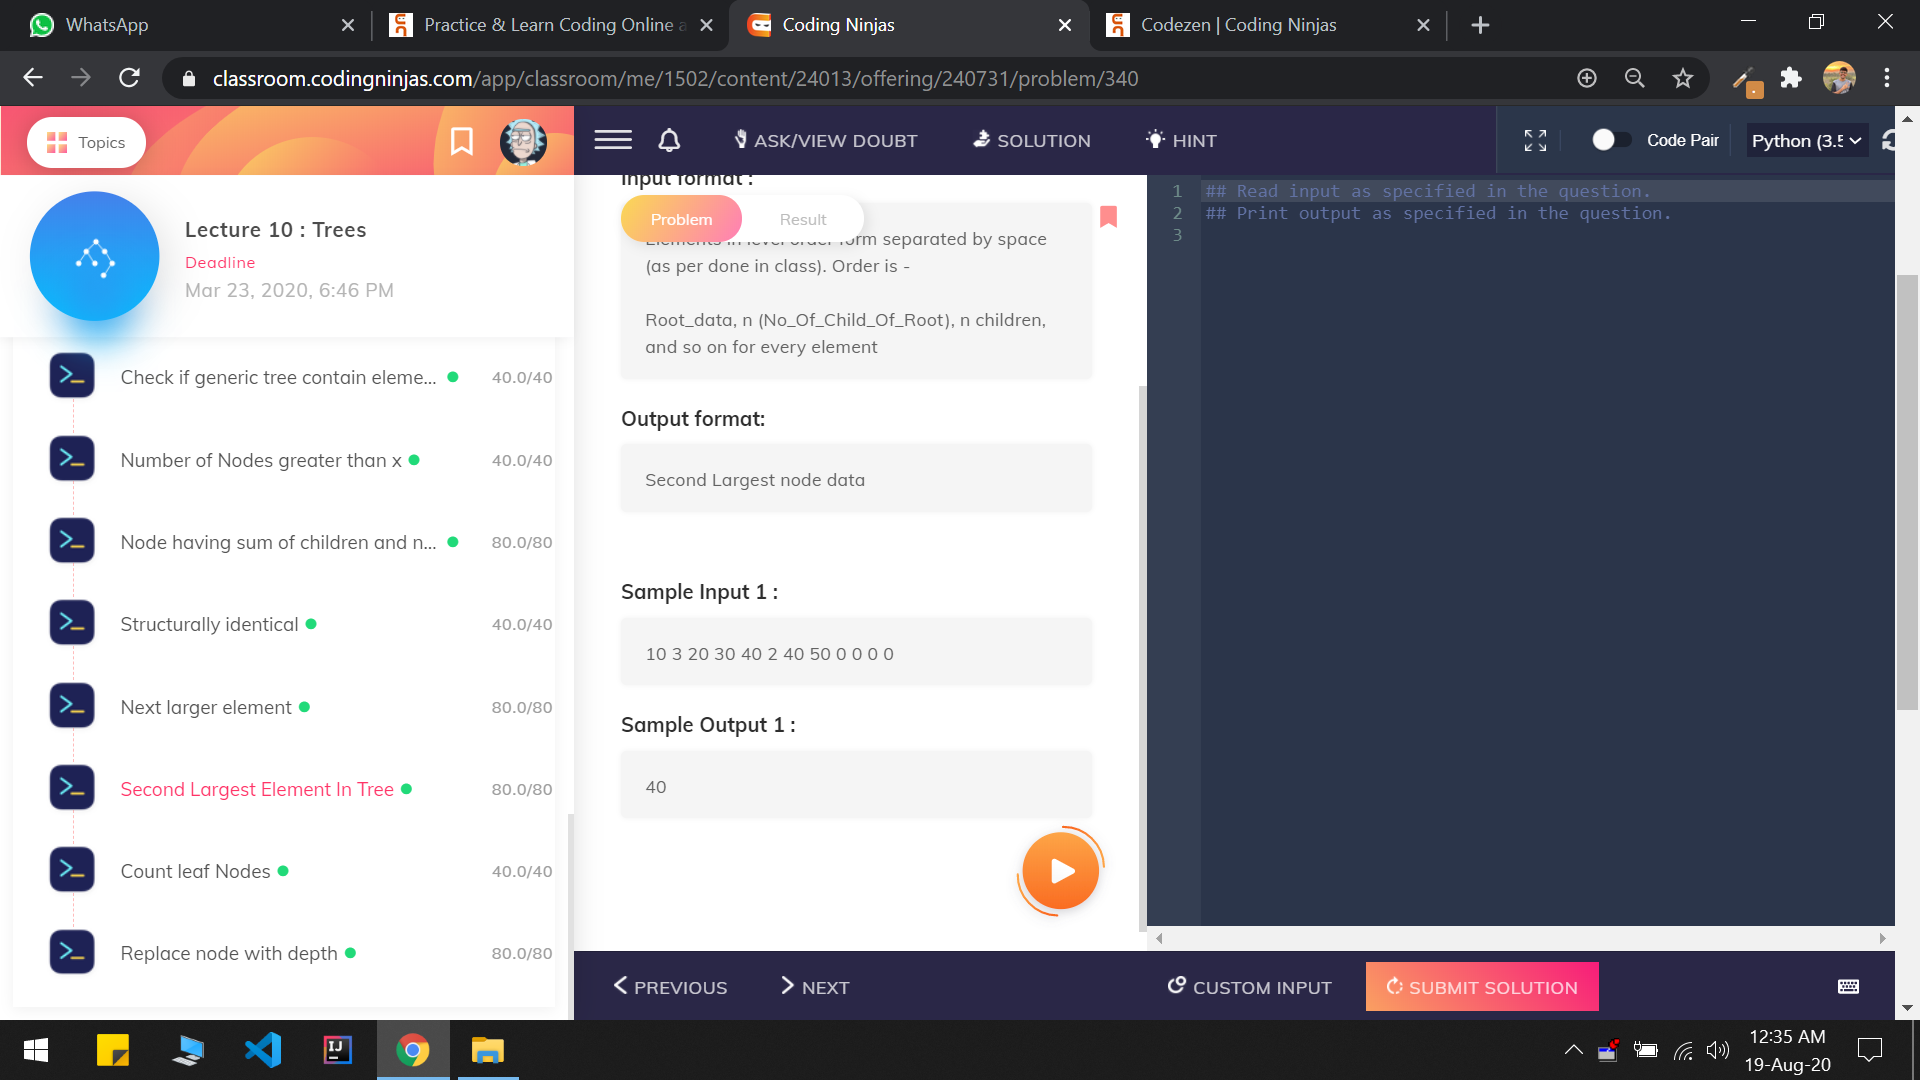 WhatsApp
Practice & Learn Coding Online a
Coding Ninjas
Codezen | Coding Ninjas
classroom.codingninjas.com/app/classroom/me/1502/content/24013/offering/240731/problem/340
Topics
ASK/VIEW DOUBT
SOLUTION
HINT
Code Pair
Python (3.5
Lecture 10 : Trees
Deadline
Mar 23, 2020, 6:46 PM
Check if generic tree contain eleme... 40.0/40
Number of Nodes greater than x 40.0/40
Node having sum of children and n... 80.0/80
Structurally identical 40.0/40
Next larger element 80.0/80
Second Largest Element In Tree 80.0/80
Count leaf Nodes 40.0/40
Replace node with depth 80.0/80
Input format :
Problem
Result
Elements in level order form separated by space
(as per done in class). Order is -
Root_data, n (No_Of_Child_Of_Root), n children,
and so on for every element
Output format:
Second Largest node data
Sample Input 1 :
10 3 20 30 40 2 40 50 0 0 0 0
Sample Output 1 :
40
1 ## Read input as specified in the question.
2 ## Print output as specified in the question.
3
PREVIOUS
NEXT
CUSTOM INPUT
SUBMIT SOLUTION
IJ
12:35 AM
19-Aug-20